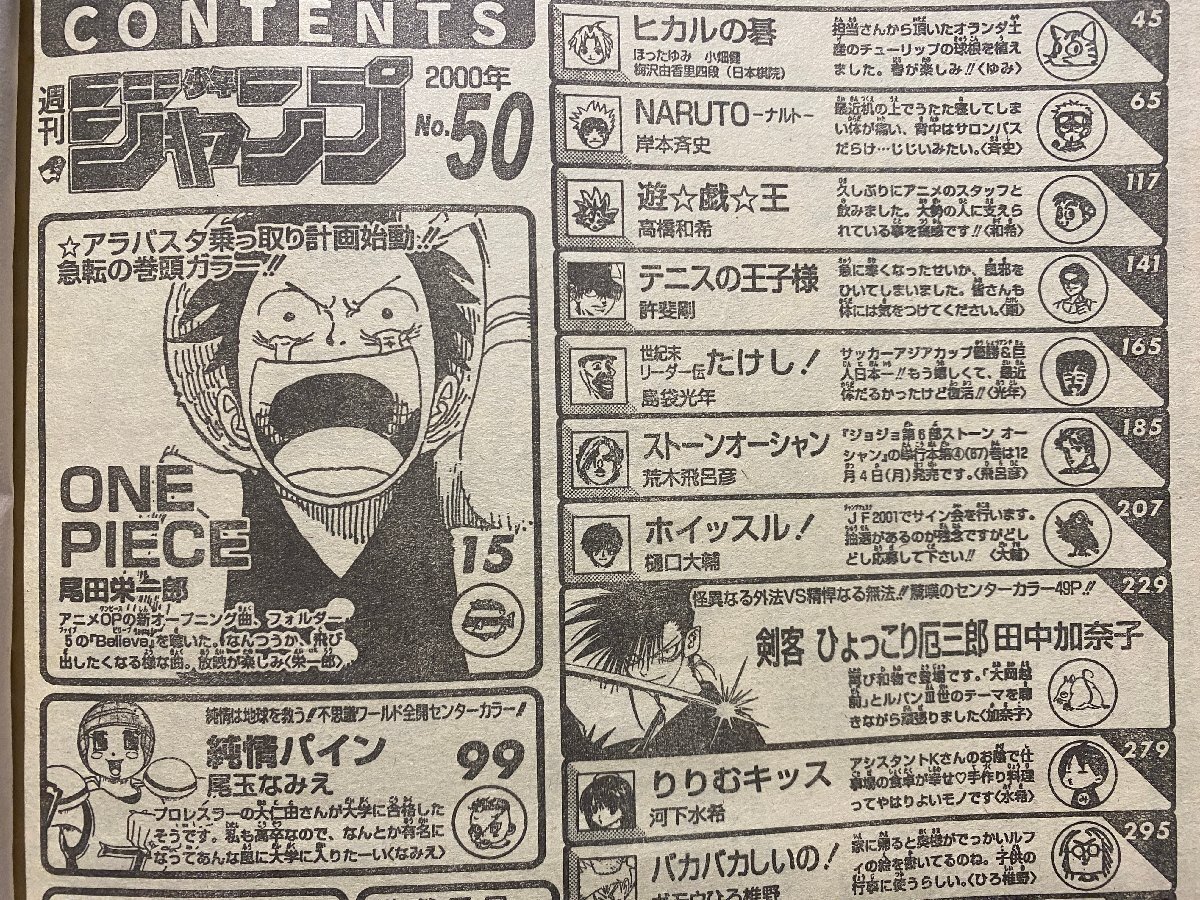 CONTENTS
週刊
少年
ジャンプ
2000年
No.50
☆アラバスタ乗っ取り計画始動!!
急転の巻頭カラー!!
ONE
PIECE
尾田栄一郎
15
アニメOPの新オープニング曲、フォルダー
5の「Believe」を聴いた。なんつうか、飛び
出したくなる様な曲。放映が楽しみ〈栄一郎〉
純情は地球を救う!!不思議ワールド全開センターカラー!!
純情パイン
尾玉なみえ
99
プロレスラーの大仁田さんが大学に合格した
そうです。私も高卒なので、なんとか有名に
なってあんな風に大学に入りたーい〈なみえ〉
ヒカルの碁
ほったゆみ 小畑健
梅沢由香里四段(日本棋院)
担当さんから頂いたオランダ土
産のチューリップの球根を植え
ました。春が楽しみ!!〈ゆみ〉
45
NARUTO-ナルト-
岸本斉史
最近机の上でうたた寝してしま
い体が痛い、背中はサロンパス
だらけ…じじいみたい。〈斉史〉
65
遊☆戯☆王
高橋和希
久しぶりにアニメのスタッフと
飲みました。大勢の人に支えら
れている事を痛感です!!〈和希〉
117
テニスの王子様
許斐剛
急に寒くなったせいか、風邪を
ひいてしまいました。皆さんも
体には気をつけてください。〈剛〉
141
世紀末
リーダー伝
たけし!
島袋光年
サッカーアジアカップ優勝&巨
人日本一!!もう嬉しくて、最近
体だるかったけど復活!!〈光年〉
165
ストーンオーシャン
荒木飛呂彦
『ジョジョ第6部ストーン オー
シャン』の単行本第④(67)巻は12
月4日(月)発売です。〈飛呂彦〉
185
ホイッスル!
樋口大輔
JF2001でサイン会を行います。
抽選があるのが残念ですがどし
どし応募して下さい!! 〈大輔〉
207
怪異なる外法VS精悍なる無法!!驚嘆のセンターカラー49P!!
229
剣客 ひょっこり厄三郎 田中加奈子
再び和物で登場です。「大岡越
前」とルパンⅢ世のテーマを聞
きながら頑張りました〈加奈子〉
りりむキッス
河下水希
アシスタントKさんのお陰で仕
事場の食卓が幸せ♡手作り料理
ってやはりよいモノです〈水希〉
279
バカバカしいの!
ガモウひろ 椎野
家に帰ると奥様がでっかいルフ
ィの絵を書いてるのね。子供の
行事に使うらしい。〈ひろ椎野〉
295